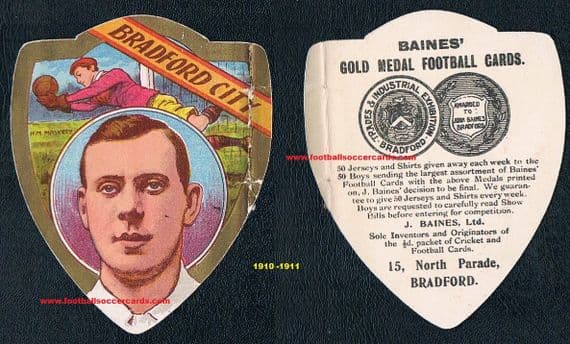 BRADFORD CITY
www.footballsoccercards.com
1910-1911
BAINES'
GOLD MEDAL FOOTBALL CARDS.
TRADES & INDUSTRIAL EXHIBITION
BRADFORD
AWARDED
TO
JOHN BAINES
BRADFORD
www.footballsoccercards.com
50 Jerseys and Shirts given away each week to the
50 Boys sending the largest assortment of Baines'
Football Cards with the above Medals printed
on, J. Baines' decision to be final. We guaran-
tee to give 50 Jerseys and Shirts every week.
Boys are requested to carefully read Show
Bills before entering for competition.
J. BAINES, Ltd.
Sole Inventors and Originators of
the ½d. packet of Cricket and
Football Cards.
15, North Parade,
BRADFORD.